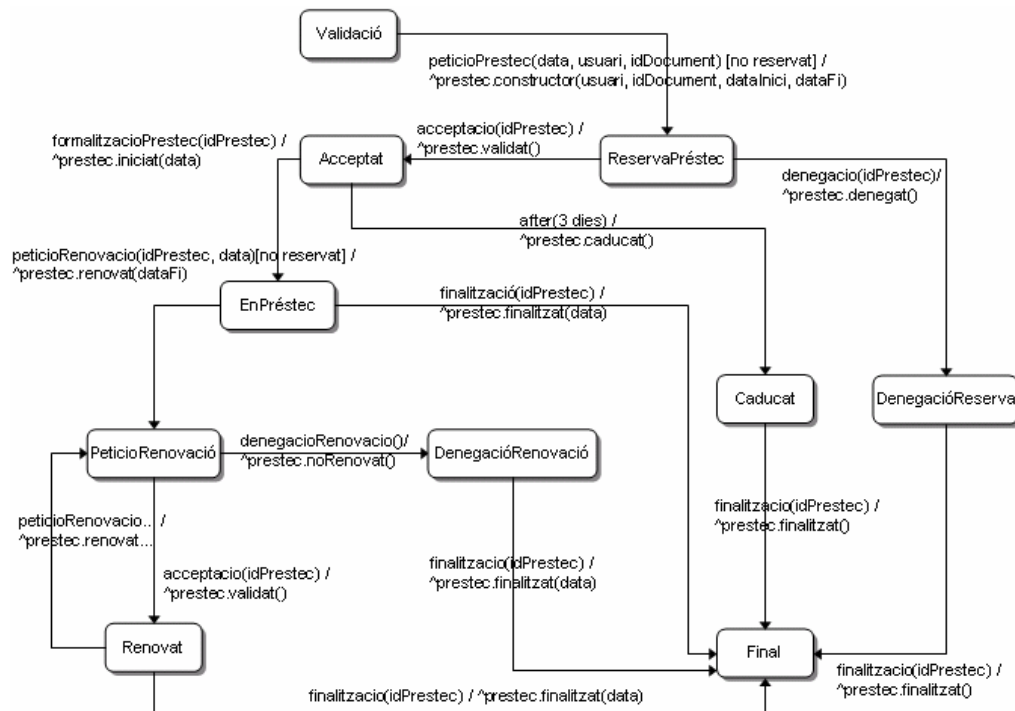 Validació
peticioPrestec(data, usuari, idDocument) [no reservat] /
^prestec.constructor(usuari, idDocument, dataInici, dataFi)
formalitzacioPrestec(idPrestec) /
^prestec.iniciat(data)
Acceptat
acceptacio(idPrestec) /
^prestec.validat()
ReservaPréstec
denegacio(idPrestec)/
^prestec.denegat()
after(3 dies) /
^prestec.caducat()
peticioRenovacio(idPrestec, data)[no reservat] /
^prestec.renovat(dataFi)
EnPréstec
finalització(idPrestec) /
^prestec.finalitzat(data)
Caducat
DenegacióReserva
PeticioRenovació
denegacioRenovacio()/
^prestec.noRenovat()
DenegacióRenovació
peticioRenovacio... /
^prestec.renovat...
finalitzacio(idPrestec) /
^prestec.finalitzat()
acceptacio(idPrestec) /
^prestec.validat()
finalitzacio(idPrestec) /
^prestec.finalitzat(data)
Renovat
Final
finalitzacio(idPrestec) /
^prestec.finalitzat()
finalitzacio(idPrestec) / ^prestec.finalitzat(data)